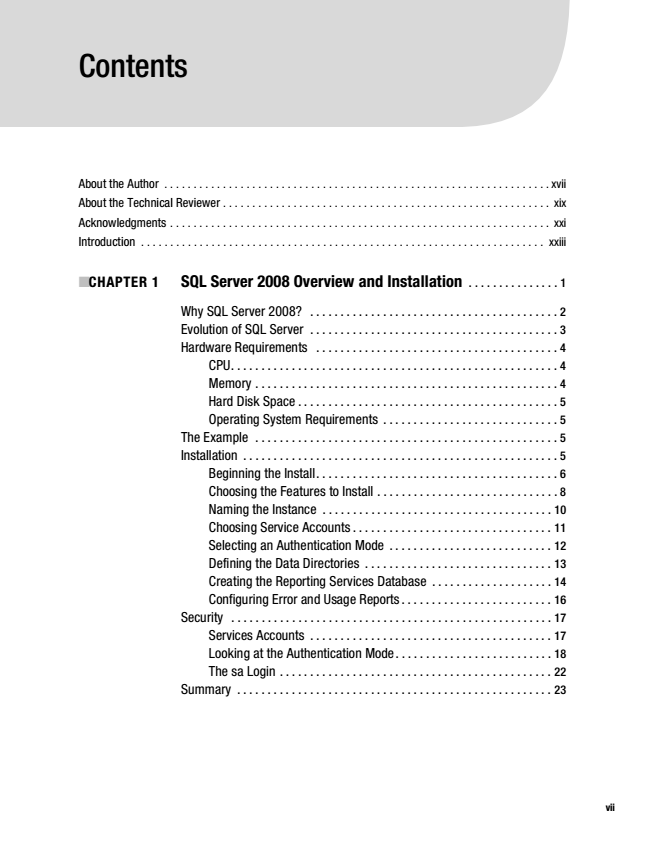 Contents
About the Author . . . . . . . . . . . . . . . . . . . . . . . . . . . . . . . . . . . . . . . . . . . . . . . . . . . . . . . . . . . . . . . . . . xvii
About the Technical Reviewer . . . . . . . . . . . . . . . . . . . . . . . . . . . . . . . . . . . . . . . . . . . . . . . . . . . . . . . . xix
Acknowledgments . . . . . . . . . . . . . . . . . . . . . . . . . . . . . . . . . . . . . . . . . . . . . . . . . . . . . . . . . . . . . . . . . xxi
Introduction . . . . . . . . . . . . . . . . . . . . . . . . . . . . . . . . . . . . . . . . . . . . . . . . . . . . . . . . . . . . . . . . . . . . . xxiii
■CHAPTER 1 SQL Server 2008 Overview and Installation . . . . . . . . . . . . . . . 1
Why SQL Server 2008? . . . . . . . . . . . . . . . . . . . . . . . . . . . . . . . . . . . . . . . . . 2
Evolution of SQL Server . . . . . . . . . . . . . . . . . . . . . . . . . . . . . . . . . . . . . . . . . 3
Hardware Requirements . . . . . . . . . . . . . . . . . . . . . . . . . . . . . . . . . . . . . . . . 4
CPU. . . . . . . . . . . . . . . . . . . . . . . . . . . . . . . . . . . . . . . . . . . . . . . . . . . . . . 4
Memory . . . . . . . . . . . . . . . . . . . . . . . . . . . . . . . . . . . . . . . . . . . . . . . . . . 4
Hard Disk Space . . . . . . . . . . . . . . . . . . . . . . . . . . . . . . . . . . . . . . . . . . . 5
Operating System Requirements . . . . . . . . . . . . . . . . . . . . . . . . . . . . . 5
The Example . . . . . . . . . . . . . . . . . . . . . . . . . . . . . . . . . . . . . . . . . . . . . . . . . . 5
Installation . . . . . . . . . . . . . . . . . . . . . . . . . . . . . . . . . . . . . . . . . . . . . . . . . . . . 5
Beginning the Install. . . . . . . . . . . . . . . . . . . . . . . . . . . . . . . . . . . . . . . . 6
Choosing the Features to Install . . . . . . . . . . . . . . . . . . . . . . . . . . . . . . 8
Naming the Instance . . . . . . . . . . . . . . . . . . . . . . . . . . . . . . . . . . . . . . 10
Choosing Service Accounts . . . . . . . . . . . . . . . . . . . . . . . . . . . . . . . . . 11
Selecting an Authentication Mode . . . . . . . . . . . . . . . . . . . . . . . . . . . 12
Defining the Data Directories . . . . . . . . . . . . . . . . . . . . . . . . . . . . . . . 13
Creating the Reporting Services Database . . . . . . . . . . . . . . . . . . . . 14
Configuring Error and Usage Reports . . . . . . . . . . . . . . . . . . . . . . . . . 16
Security . . . . . . . . . . . . . . . . . . . . . . . . . . . . . . . . . . . . . . . . . . . . . . . . . . . . . 17
Services Accounts . . . . . . . . . . . . . . . . . . . . . . . . . . . . . . . . . . . . . . . . 17
Looking at the Authentication Mode . . . . . . . . . . . . . . . . . . . . . . . . . . 18
The sa Login . . . . . . . . . . . . . . . . . . . . . . . . . . . . . . . . . . . . . . . . . . . . . 22
Summary . . . . . . . . . . . . . . . . . . . . . . . . . . . . . . . . . . . . . . . . . . . . . . . . . . . . 23
vii